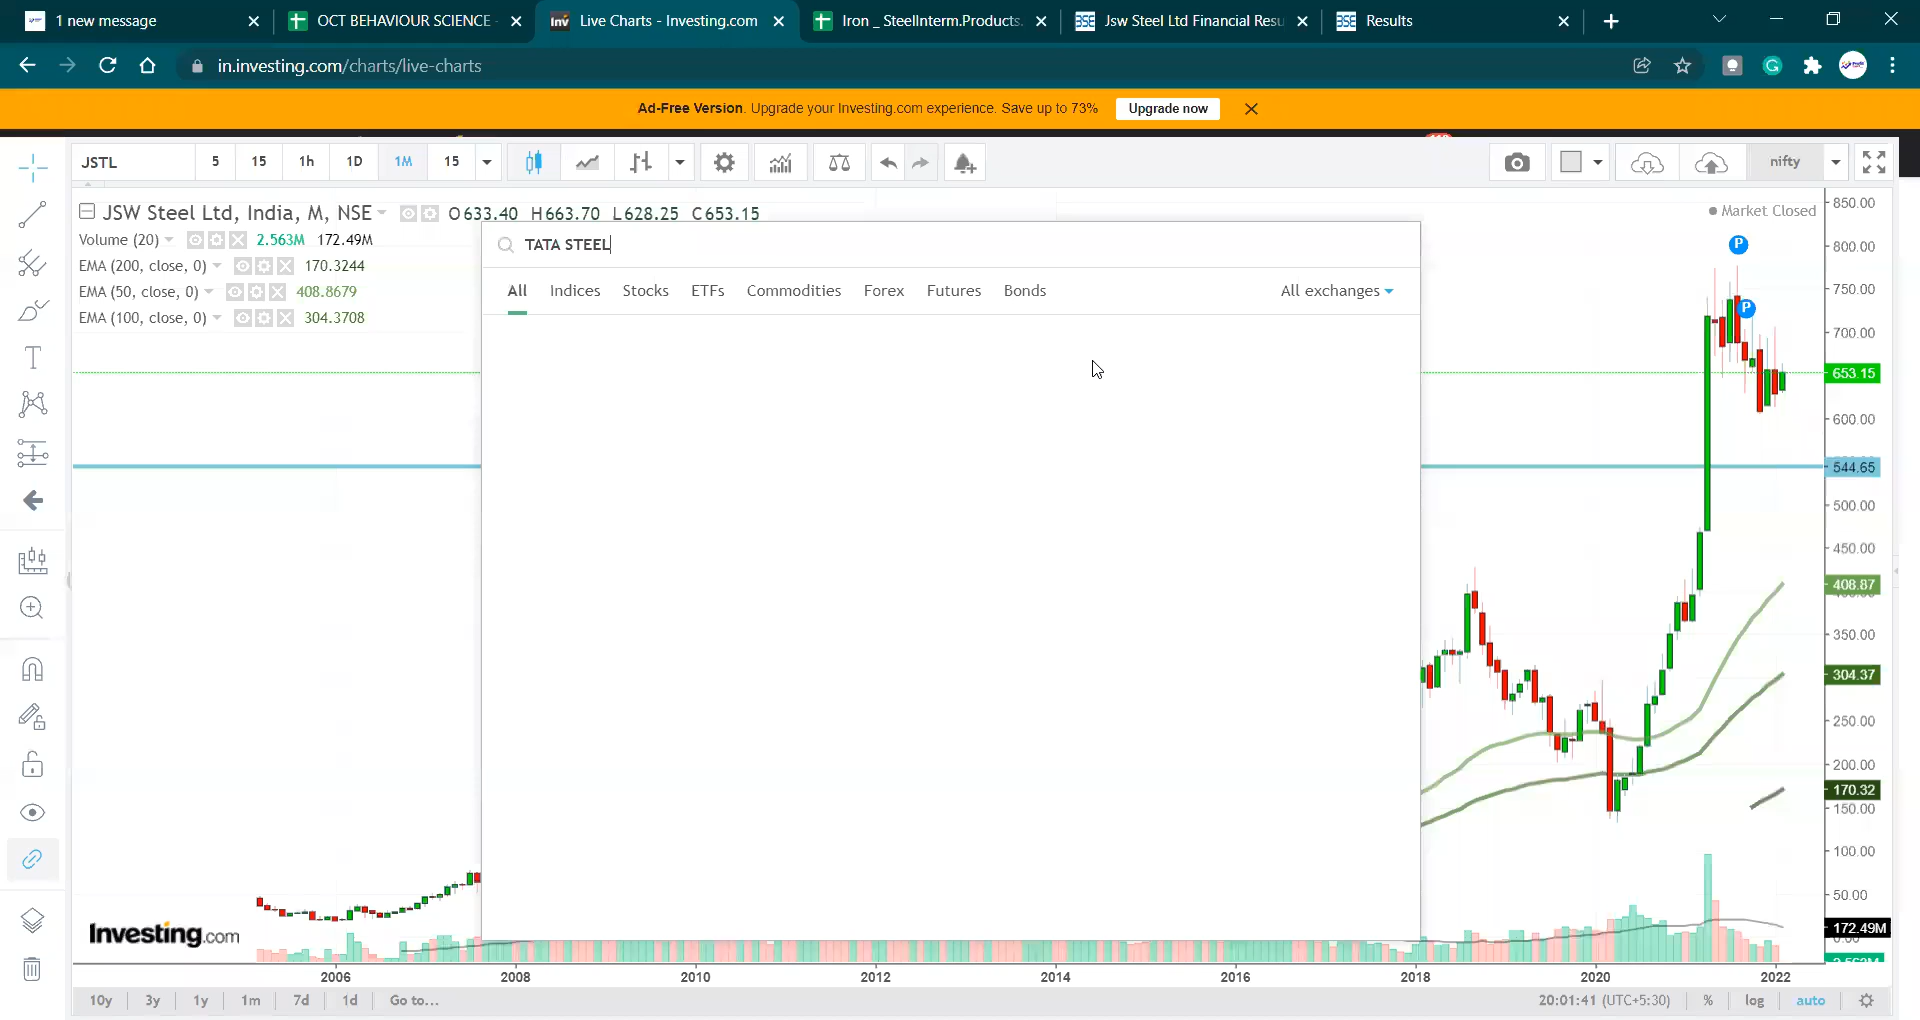 1 new message
OCT BEHAVIOUR SCIENCE -
Live Charts - Investing.com
Iron _ SteelInterm.Products.
Jsw Steel Ltd Financial Resu
Results
in.investing.com/charts/live-charts
Ad-Free Version. Upgrade your Investing.com experience. Save up to 73%
Upgrade now
JSTL
5
15
1h
1D
1M
15
nifty
JSW Steel Ltd, India, M, NSE
O633.40 H663.70 L628.25 C653.15
Market Closed
Volume (20) 2.563M 172.49M
EMA (200, close, 0) 170.3244
EMA (50, close, 0) 408.8679
EMA (100, close, 0) 304.3708
TATA STEEL
All
Indices
Stocks
ETFs
Commodities
Forex
Futures
Bonds
All exchanges
P
P
850.00
800.00
750.00
700.00
653.15
600.00
544.65
500.00
450.00
408.87
350.00
304.37
250.00
200.00
170.32
150.00
100.00
50.00
172.49M
Investing.com
2006
2008
2010
2012
2014
2016
2018
2020
2022
10y
3y
1y
1m
7d
1d
Go to...
20:01:41 (UTC+5:30)
%
log
auto